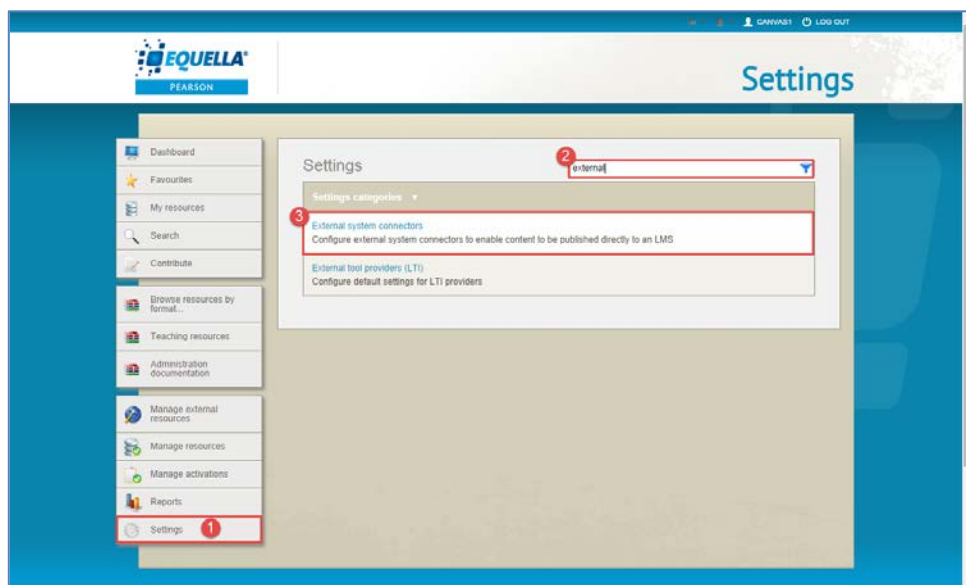 CANVAS1 LOG OUT
EQUELLA®
PEARSON
Settings
Dashboard
Favourites
My resources
Search
Contribute
Browse resources by
format...
Teaching resources
Administration
documentation
Manage external
resources
Manage resources
Manage activations
Reports
Settings
1
Settings
2
external
Settings categories
3
External system connectors
Configure external system connectors to enable content to be published directly to an LMS
External tool providers (LTI)
Configure default settings for LTI providers